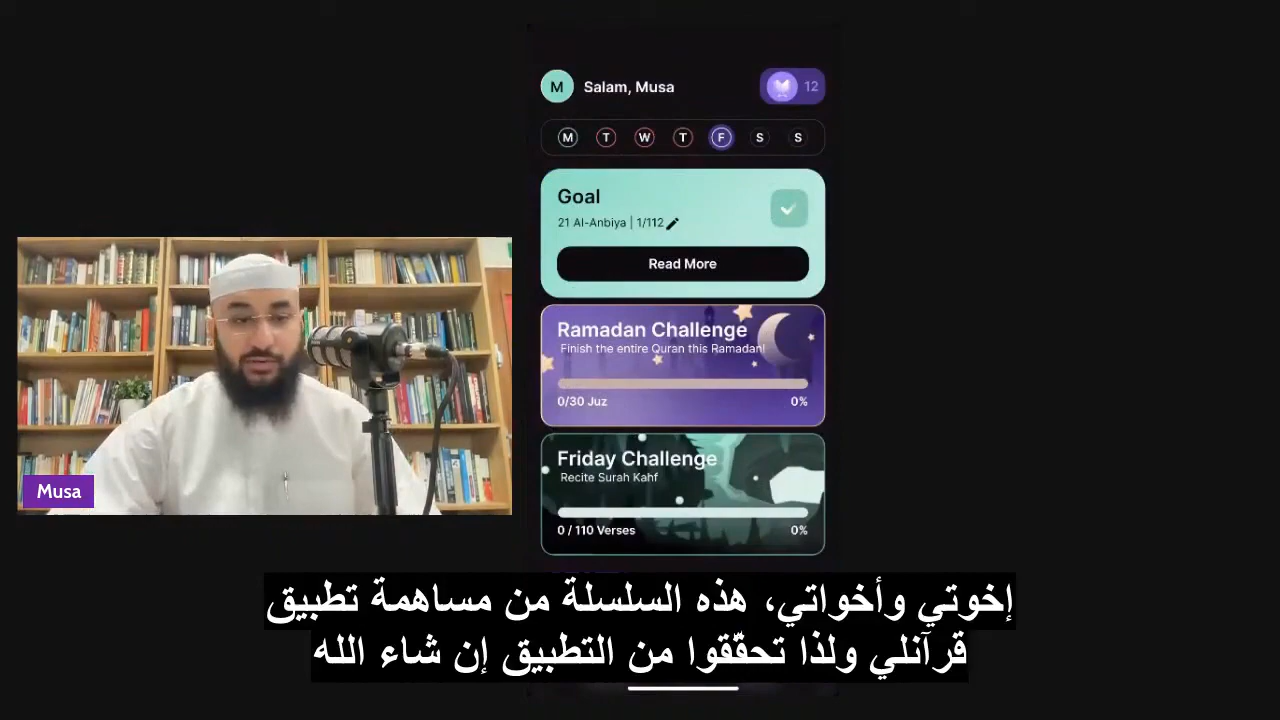 M
Salam, Musa
12
M T W T F S S
Goal
21 Al-Anbiya | 1/112
Read More
Ramadan Challenge
Finish the entire Quran this Ramadan!
0/30 Juz
0%
Friday Challenge
Recite Surah Kahf
0 / 110 Verses
0%
Musa
إخوتي وأخواتي، هذه السلسلة من مساهمة تطبيق
قرآنلي ولذا تحقّقوا من التطبيق إن شاء الله